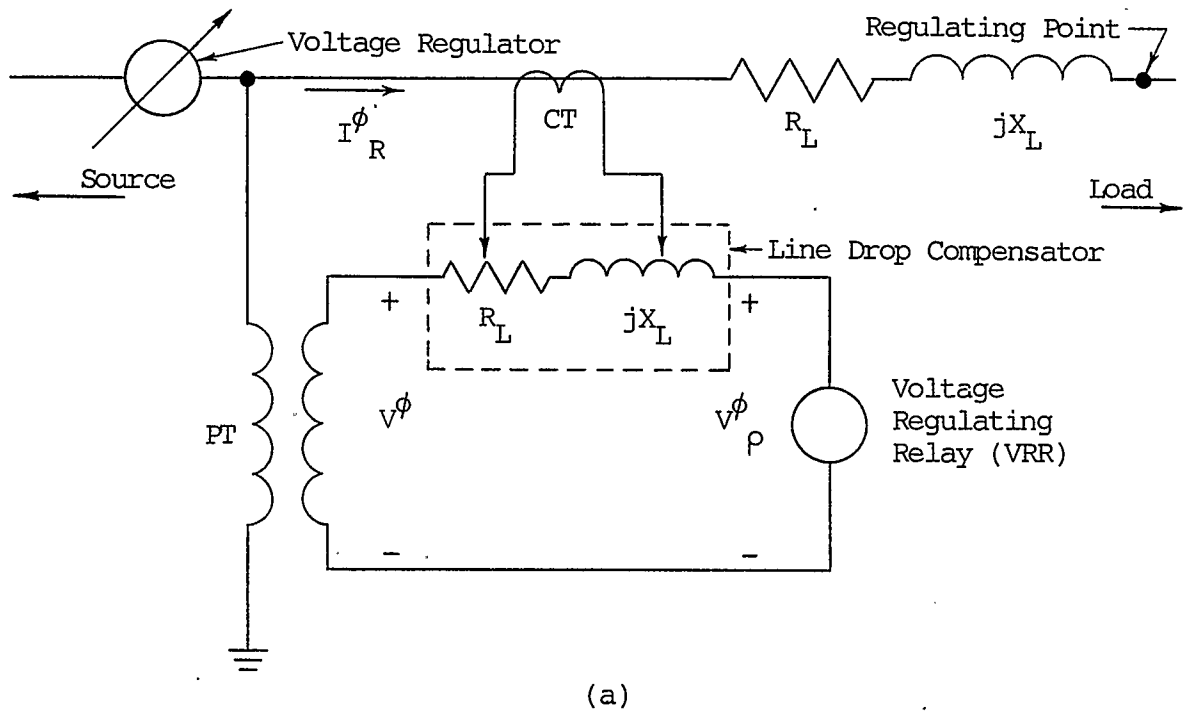 Voltage Regulator
Regulating Point
I^ϕ_R
CT
R_L
jX_L
Source
Load
Line Drop Compensator
+
R_L
jX_L
+
PT
V^ϕ
V^ϕ_ρ
Voltage
Regulating
Relay (VRR)
-
-
(a)